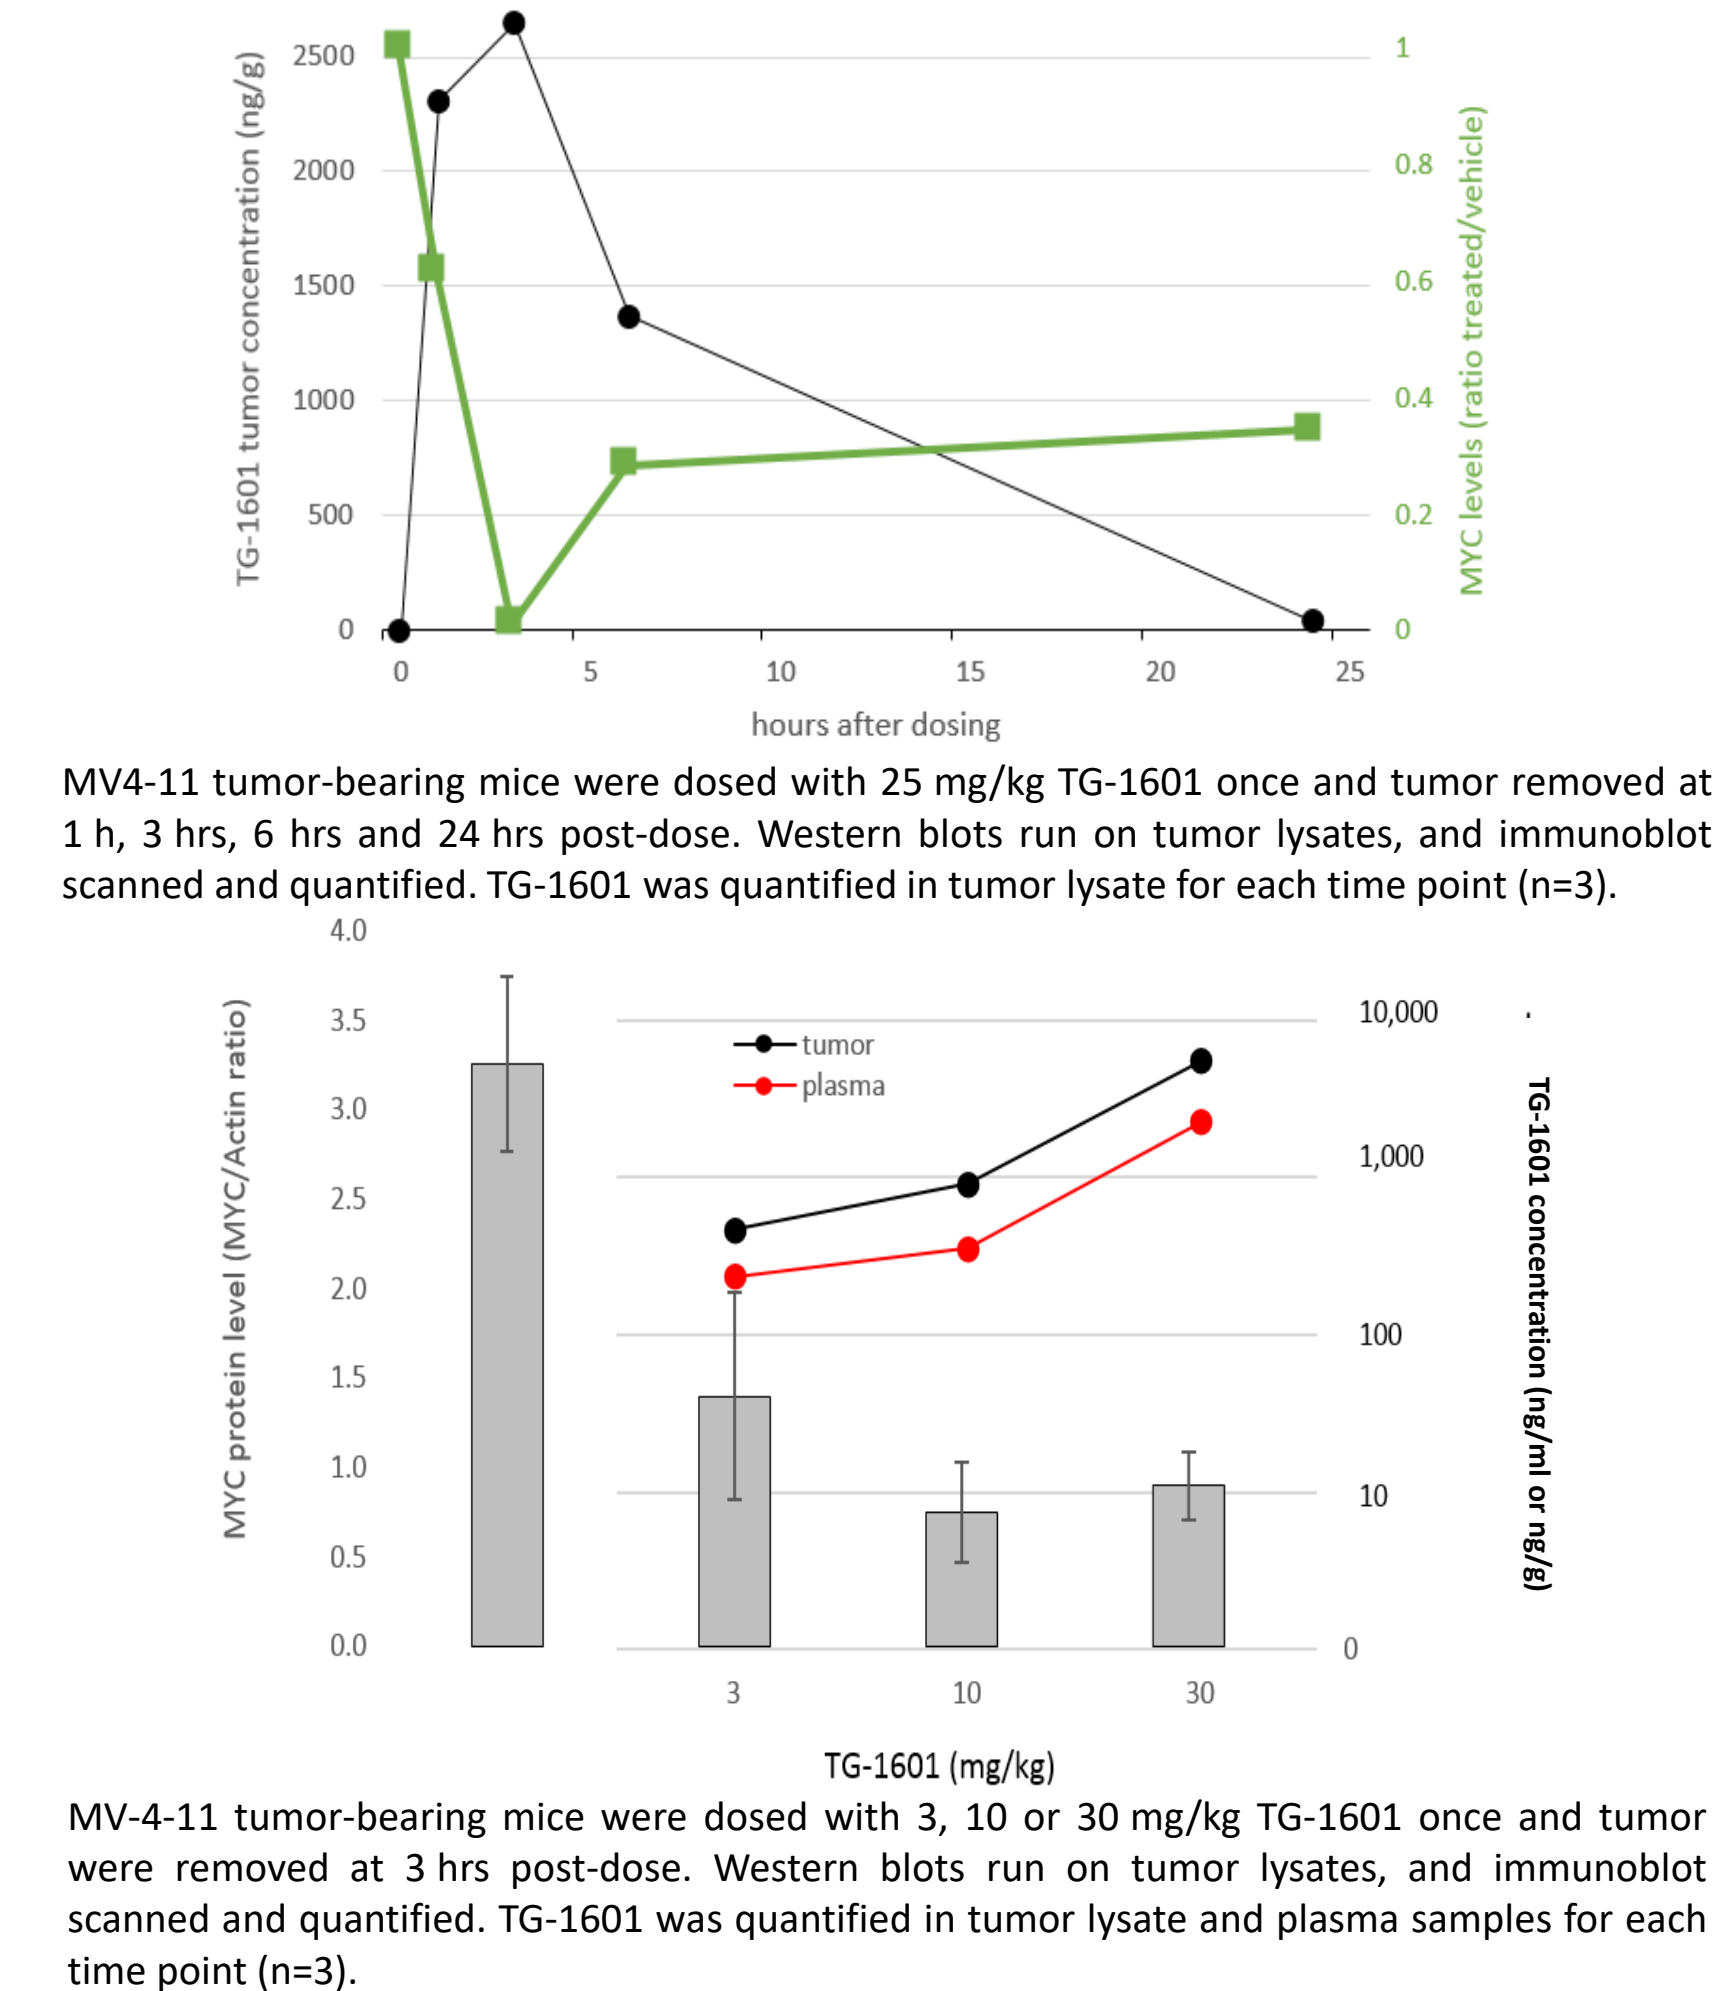 2500
2000
1500
1000
500
0
TG-1601 tumor concentration (ng/g)
1
0.8
0.6
0.4
0.2
0
MYC levels (ratio treated/vehicle)
0 5 10 15 20 25
hours after dosing
MV4-11 tumor-bearing mice were dosed with 25 mg/kg TG-1601 once and tumor removed at
1 h, 3 hrs, 6 hrs and 24 hrs post-dose. Western blots run on tumor lysates, and immunoblot
scanned and quantified. TG-1601 was quantified in tumor lysate for each time point (n=3).
4.0
3.5
3.0
2.5
2.0
1.5
1.0
0.5
0.0
MYC protein level (MYC/Actin ratio)
tumor
plasma
10,000
1,000
100
10
0
TG-1601 concentration (ng/ml or ng/g)
3 10 30
TG-1601 (mg/kg)
MV-4-11 tumor-bearing mice were dosed with 3, 10 or 30 mg/kg TG-1601 once and tumor
were removed at 3 hrs post-dose. Western blots run on tumor lysates, and immunoblot
scanned and quantified. TG-1601 was quantified in tumor lysate and plasma samples for each
time point (n=3).